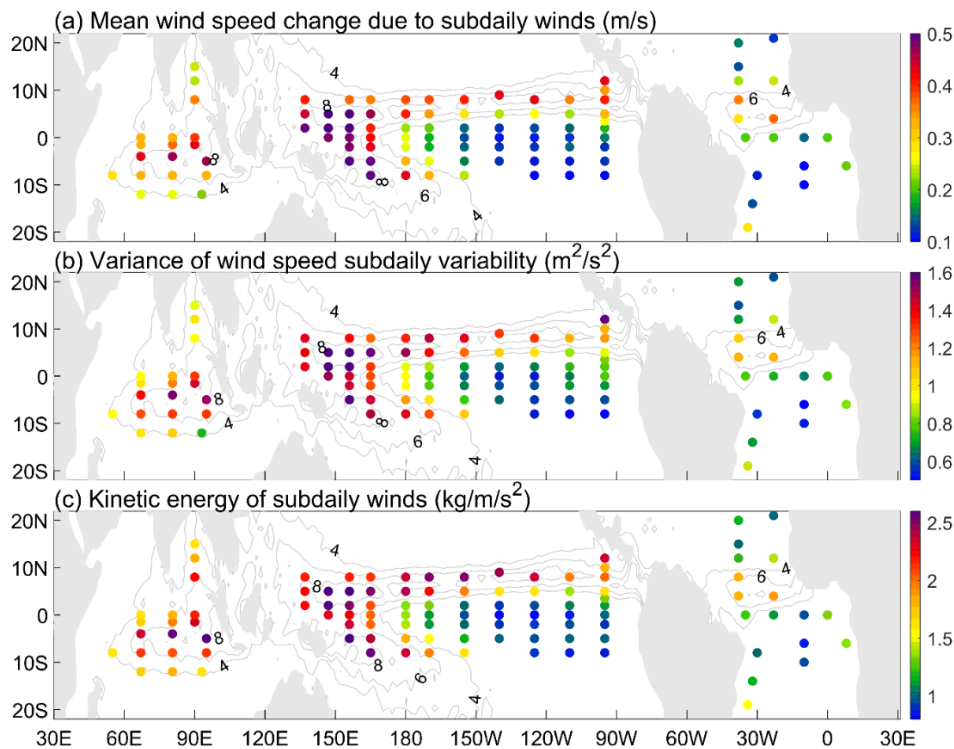 (a) Mean wind speed change due to subdaily winds (m/s)
20N
10N
0
10S
20S
4
8
8
4
8
6
4
6
4
0.5
0.4
0.3
0.2
0.1
(b) Variance of wind speed subdaily variability (m²/s²)
20N
10N
0
10S
20S
4
8
8
4
8
6
4
6
4
1.6
1.4
1.2
1
0.8
0.6
(c) Kinetic energy of subdaily winds (kg/m/s²)
20N
10N
0
10S
20S
4
8
8
4
8
6
4
6
4
2.5
2
1.5
1
30E 60E 90E 120E 150E 180 150W 120W 90W 60W 30W 0 30E